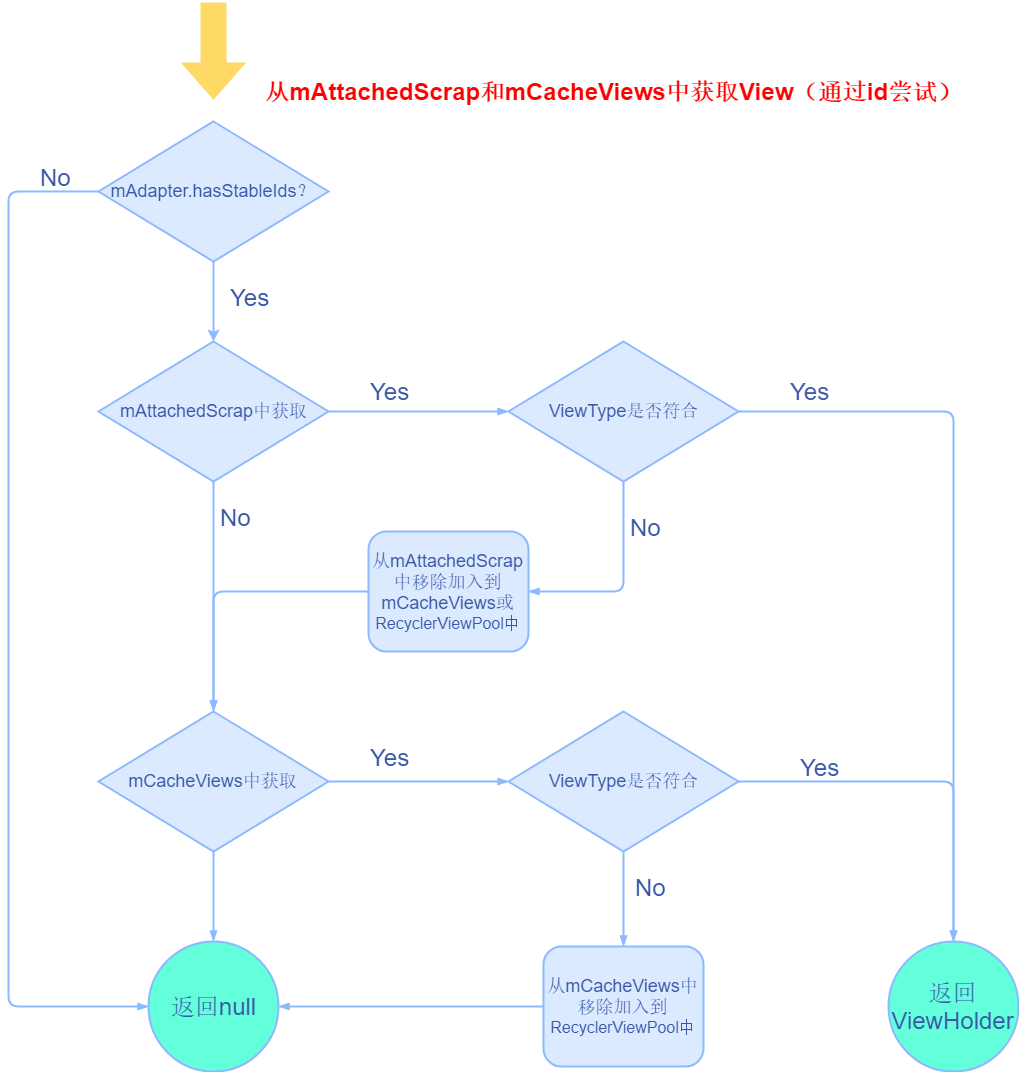 从mAttachedScrap和mCacheViews中获取View（通过id尝试）
No
mAdapter.hasStableIds？
Yes
mAttachedScrap中获取
Yes
ViewType是否符合
Yes
No
No
从mAttachedScrap
中移除加入到
mCacheViews或
RecyclerViewPool中
mCacheViews中获取
Yes
ViewType是否符合
Yes
No
返回null
从mCacheViews中
移除加入到
RecyclerViewPool中
返回
ViewHolder